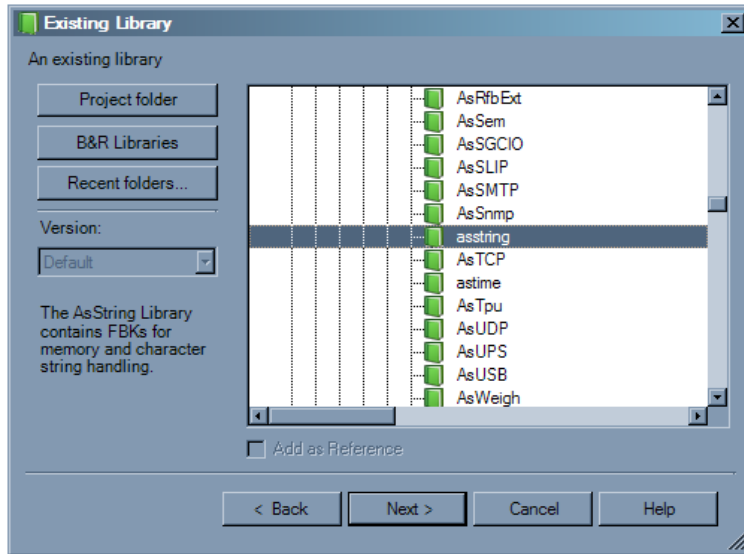 Existing Library
An existing library
Project folder
B&R Libraries
Recent folders...
Version:
Default
The AsString Library
contains FBKs for
memory and character
string handling.
AsRfbExt
AsSem
AsSGCIO
AsSLIP
AsSMTP
AsSnmp
asstring
AsTCP
astime
AsTpu
AsUDP
AsUPS
AsUSB
AsWeigh
Add as Reference
< Back
Next >
Cancel
Help